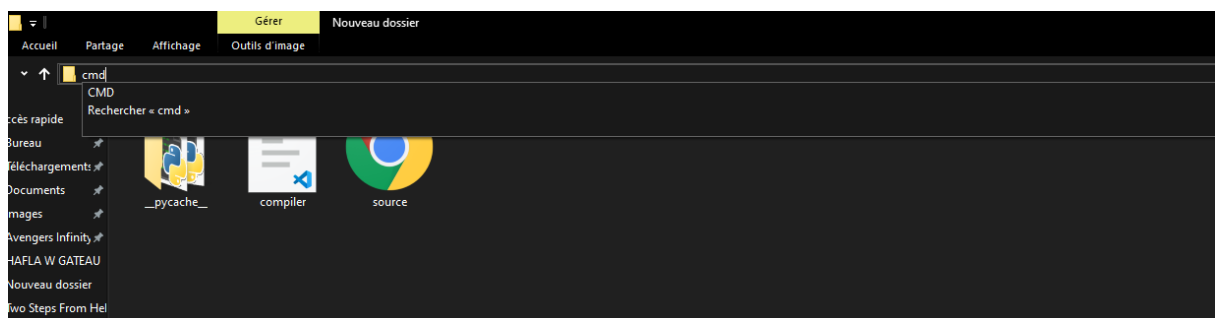 Gérer
Nouveau dossier
Accueil
Partage
Affichage
Outils d'image
cmd
CMD
Rechercher « cmd »
ccès rapide
Bureau
Téléchargements
Documents
mages
Avengers Infinity
HAFLA W GATEAU
Nouveau dossier
Two Steps From Hel
__pycache__
compiler
source